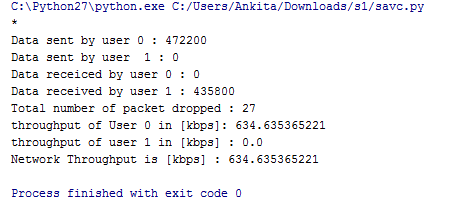 C:\Python27\python.exe C:/Users/Ankita/Downloads/s1/savc.py
*
Data sent by user 0 : 472200
Data sent by user  1 : 0
Data receiced by user 0 : 0
Data received by user 1 : 435800
Total number of packet dropped : 27
throughput of User 0 in [kbps]: 634.635365221
throughput of user 1 in [kbps] : 0.0
Network Throughput is [kbps] : 634.635365221
Process finished with exit code 0